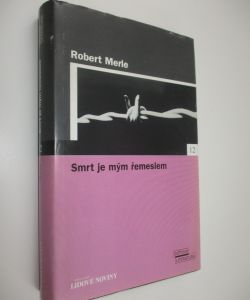 Robert Merle
12
Smrt je mým řemeslem
LIDOVÉ NOVINY